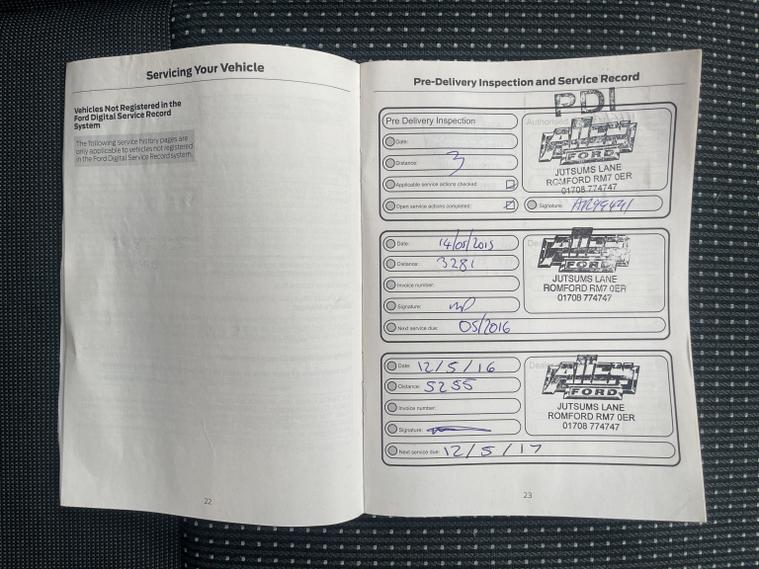 Servicing Your Vehicle
Vehicles Not Registered in the
Ford Digital Service Record
System
The following service history pages are
only applicable to vehicles not registered
in the Ford Digital Service Record system.
22
Pre-Delivery Inspection and Service Record
PDI
Pre Delivery Inspection
Date:
Distance: 3
Applicable service actions checked:
Open service actions completed:
Allen
FORD
JUTSUMS LANE
ROMFORD RM7 0ER
01708 774747
Signature:
Date: 14/05/2015
Distance: 3281
Invoice number:
Signature:
Next service due: 05/2016
Allen
FORD
JUTSUMS LANE
ROMFORD RM7 0ER
01708 774747
Date: 12/5/16
Distance: 5255
Invoice number:
Signature:
Next service due: 12/5/17
Allen
FORD
JUTSUMS LANE
ROMFORD RM7 0ER
01708 774747
23